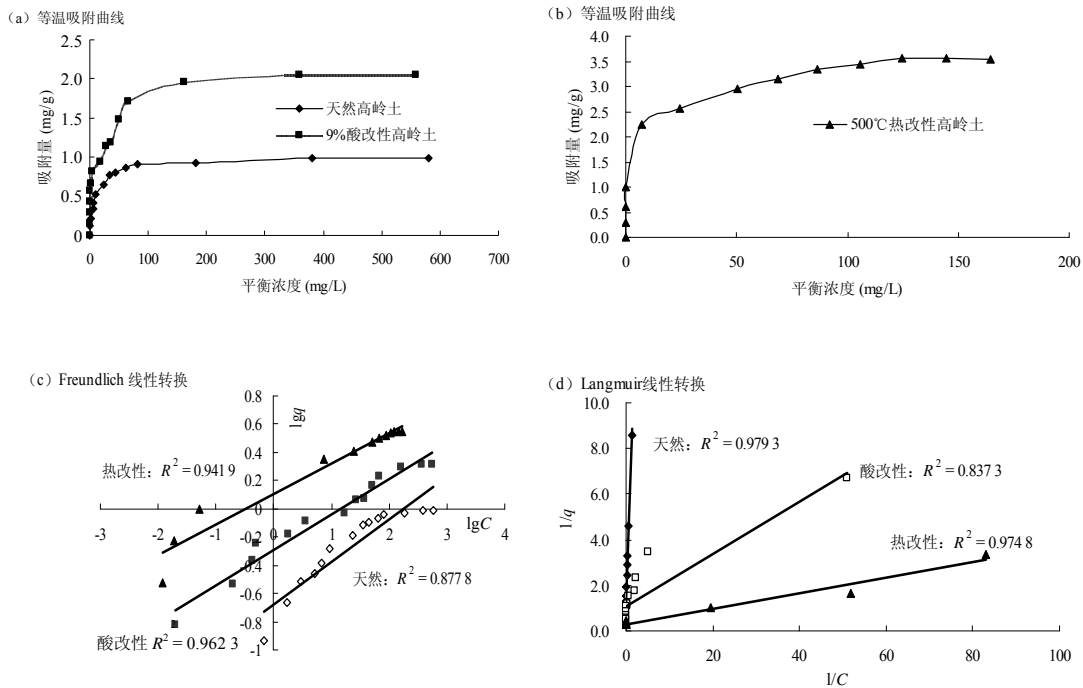 (a) 等温吸附曲线
2.5
2.0
1.5
1.0
0.5
0
吸附量 (mg/g)
天然高岭土
9%酸改性高岭土
0 100 200 300 400 500 600 700
平衡浓度 (mg/L)
(b) 等温吸附曲线
4.0
3.5
3.0
2.5
2.0
1.5
1.0
0.5
0.0
吸附量 (mg/g)
500℃热改性高岭土
0 50 100 150 200
平衡浓度 (mg/L)
(c) Freundlich 线性转换
0.8
0.6
0.4
0.2
0
-0.2
-0.4
-0.6
-0.8
-1
lgq
热改性：R² = 0.941 9
-3 -2 -1 0 1 2 3 4
lgC
天然：R² = 0.877 8
酸改性 R² = 0.962 3
(d) Langmuir线性转换
10.0
8.0
6.0
4.0
2.0
0.0
1/q
天然：R² = 0.979 3
酸改性：R² = 0.837 3
热改性：R² = 0.974 8
0 20 40 60 80 100
1/C